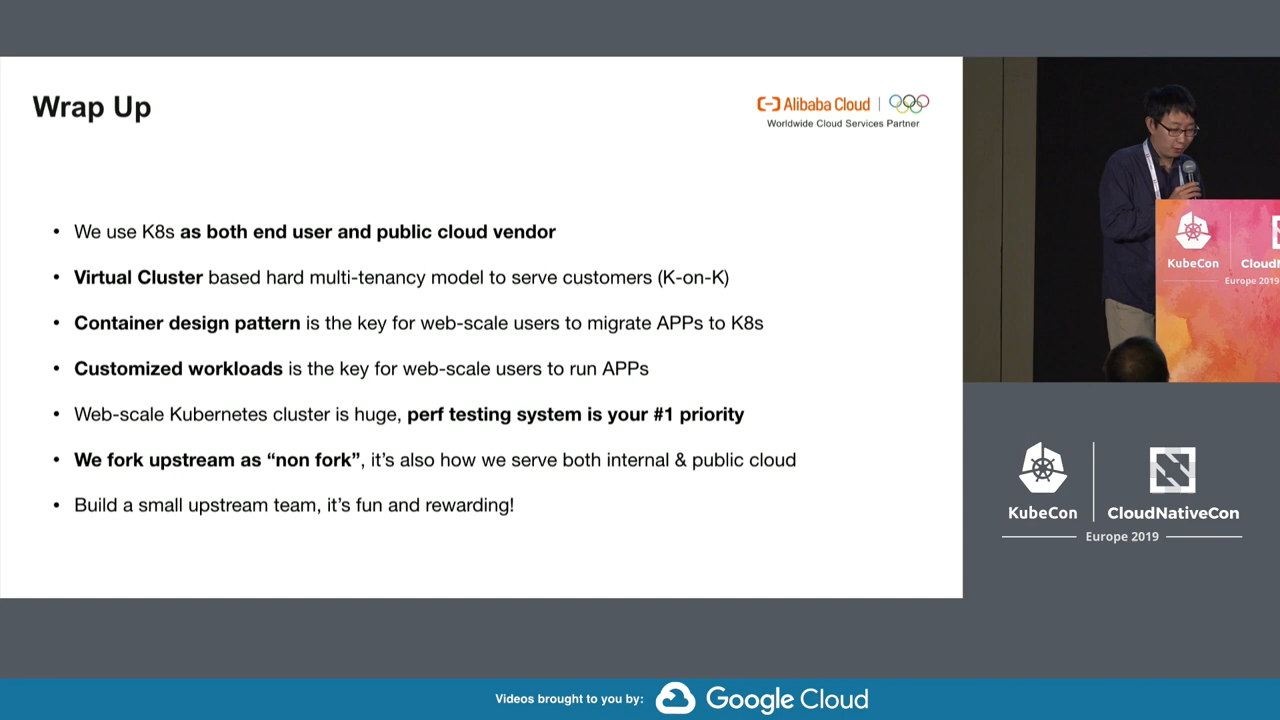 Wrap Up
Alibaba Cloud
Worldwide Cloud Services Partner
• We use K8s as both end user and public cloud vendor
• Virtual Cluster based hard multi-tenancy model to serve customers (K-on-K)
• Container design pattern is the key for web-scale users to migrate APPs to K8s
• Customized workloads is the key for web-scale users to run APPs
• Web-scale Kubernetes cluster is huge, perf testing system is your #1 priority
• We fork upstream as “non fork”, it’s also how we serve both internal & public cloud
• Build a small upstream team, it’s fun and rewarding!
KubeCon
CloudN
Europe 2019
KubeCon
CloudNativeCon
Europe 2019
Videos brought to you by:
Google Cloud